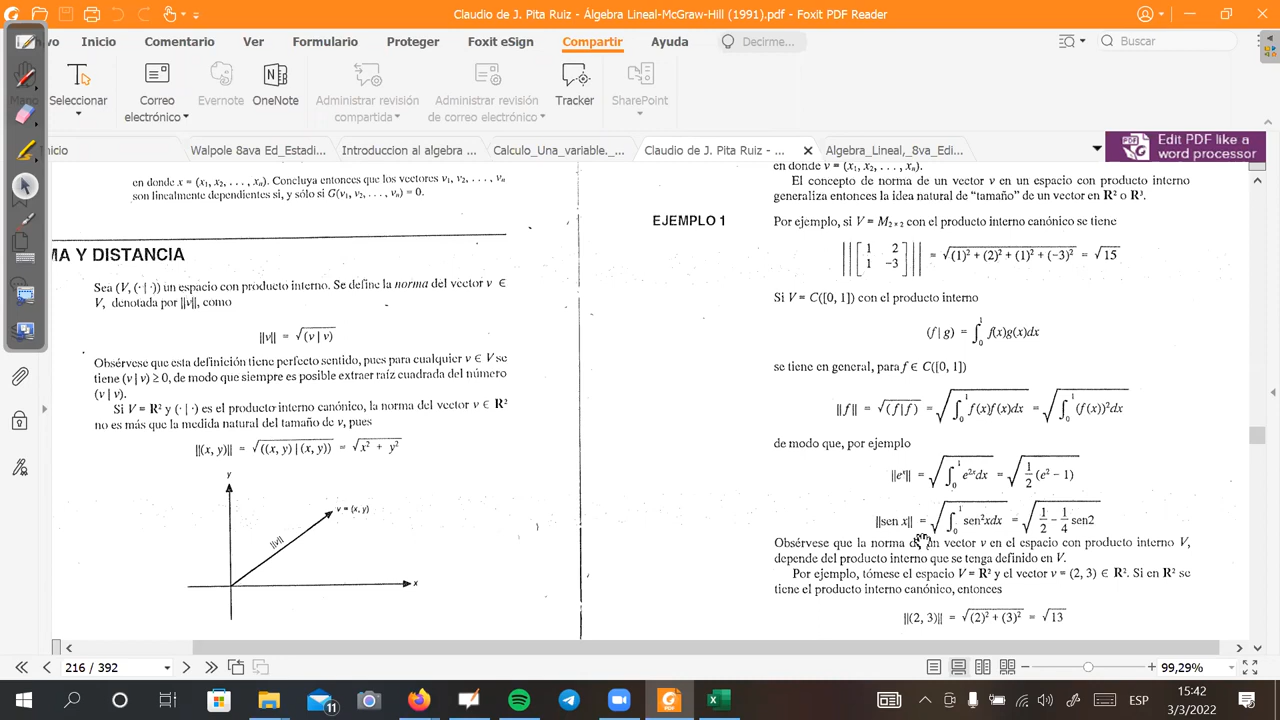 Claudio de J. Pita Ruiz - Álgebra Lineal-McGraw-Hill (1991).pdf - Foxit PDF Reader
Inicio
Comentario
Ver
Formulario
Proteger
Foxit eSign
Compartir
Ayuda
Decirme...
Buscar
Seleccionar
Correo
electrónico
Evernote
OneNote
Administrar revisión
compartida
Administrar revisión
de correo electrónico
Tracker
SharePoint
nicio
Walpole 8ava Ed_Estadi...
Introduccion al algebra ...
Calculo_Una_variable._...
Claudio de J. Pita Ruiz - ...
Algebra_Lineal,_8va_Edi...
Edit PDF like a
word processor
en donde x = (x₁, x₂, . . . , xₙ). Concluya entonces que los vectores v₁, v₂, . . . , vₙ
son linealmente dependientes si, y sólo si G(v₁, v₂, . . . , vₙ) = 0.
MA Y DISTANCIA
Sea (V, (· | ·)) un espacio con producto interno. Se define la norma del vector v ∈
V, denotada por ||v||, como
||v|| = √(v | v)
Obsérvese que esta definición tiene perfecto sentido, pues para cualquier v ∈ V se
tiene (v | v) ≥ 0, de modo que siempre es posible extraer raíz cuadrada del número
(v | v).
Si V = R² y (· | ·) es el producto interno canónico, la norma del vector v ∈ R²
no es más que la medida natural del tamaño de v, pues
||(x, y)|| = √((x, y) | (x, y)) = √x² + y²
y
v = (x, y)
||v||
x
en donde v = (x₁, x₂, . . . , xₙ).
El concepto de norma de un vector v en un espacio con producto interno
generaliza entonces la idea natural de “tamaño” de un vector en R² o R³.
EJEMPLO 1
Por ejemplo, si V = M₂ₓ₂ con el producto interno canónico se tiene
|| [ 1 2
1 −3 ] || = √(1)² + (2)² + (1)² + (−3)² = √15
Si V = C([0, 1]) con el producto interno
(f | g) = ∫₀¹ f(x)g(x)dx
se tiene en general, para f ∈ C([0, 1])
||f|| = √(f | f) = √∫₀¹ f(x)f(x)dx = √∫₀¹ (f(x))²dx
de modo que, por ejemplo
||eˣ|| = √∫₀¹ e²ˣdx = √1/2 (e² − 1)
||sen x|| = √∫₀¹ sen²xdx = √1/2 − 1/4 sen2
Obsérvese que la norma de un vector v en el espacio con producto interno V,
depende del producto interno que se tenga definido en V.
Por ejemplo, tómese el espacio V = R² y el vector v = (2, 3) ∈ R². Si en R² se
tiene el producto interno canónico, entonces
||(2, 3)|| = √(2)² + (3)² = √13
216 / 392
99,29%
11
ESP
15:42
3/3/2022